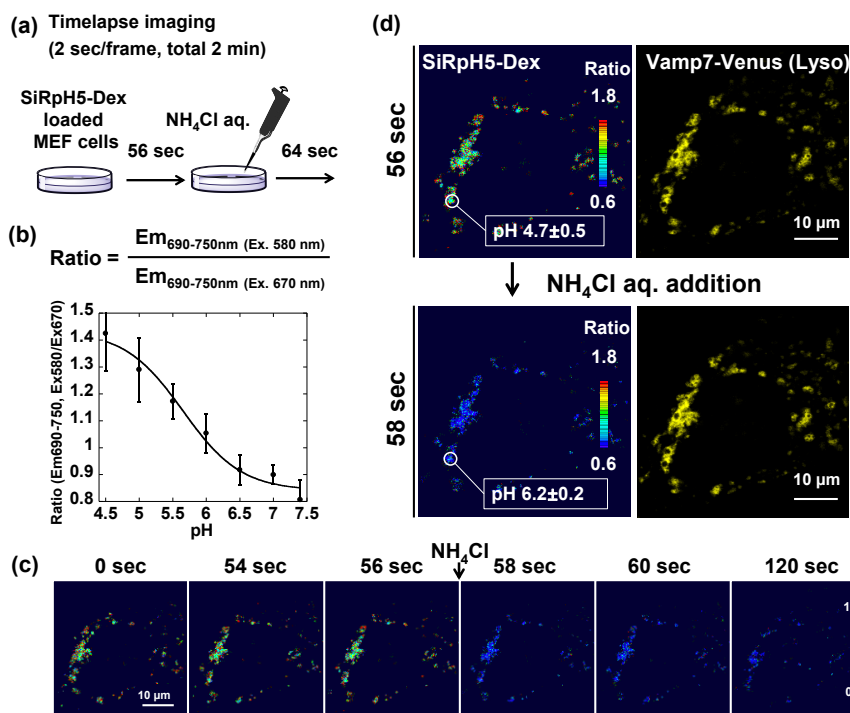 (a) Timelapse imaging
(2 sec/frame, total 2 min)
SiRpH5-Dex
loaded
MEF cells
56 sec
NH4Cl aq.
64 sec
(b)
Ratio = Em690-750nm (Ex. 580 nm)
Em690-750nm (Ex. 670 nm)
Ratio (Em690-750, Ex580/Ex670)
1.5
1.4
1.3
1.2
1.1
1
0.9
0.8
4.5 5 5.5 6 6.5 7 7.5
pH
(c)
0 sec 54 sec 56 sec NH4Cl 58 sec 60 sec 120 sec
10 µm
1
0
(d)
56 sec
SiRpH5-Dex
Ratio
1.8
0.6
pH 4.7±0.5
Vamp7-Venus (Lyso)
10 µm
NH4Cl aq. addition
58 sec
Ratio
1.8
0.6
pH 6.2±0.2
10 µm